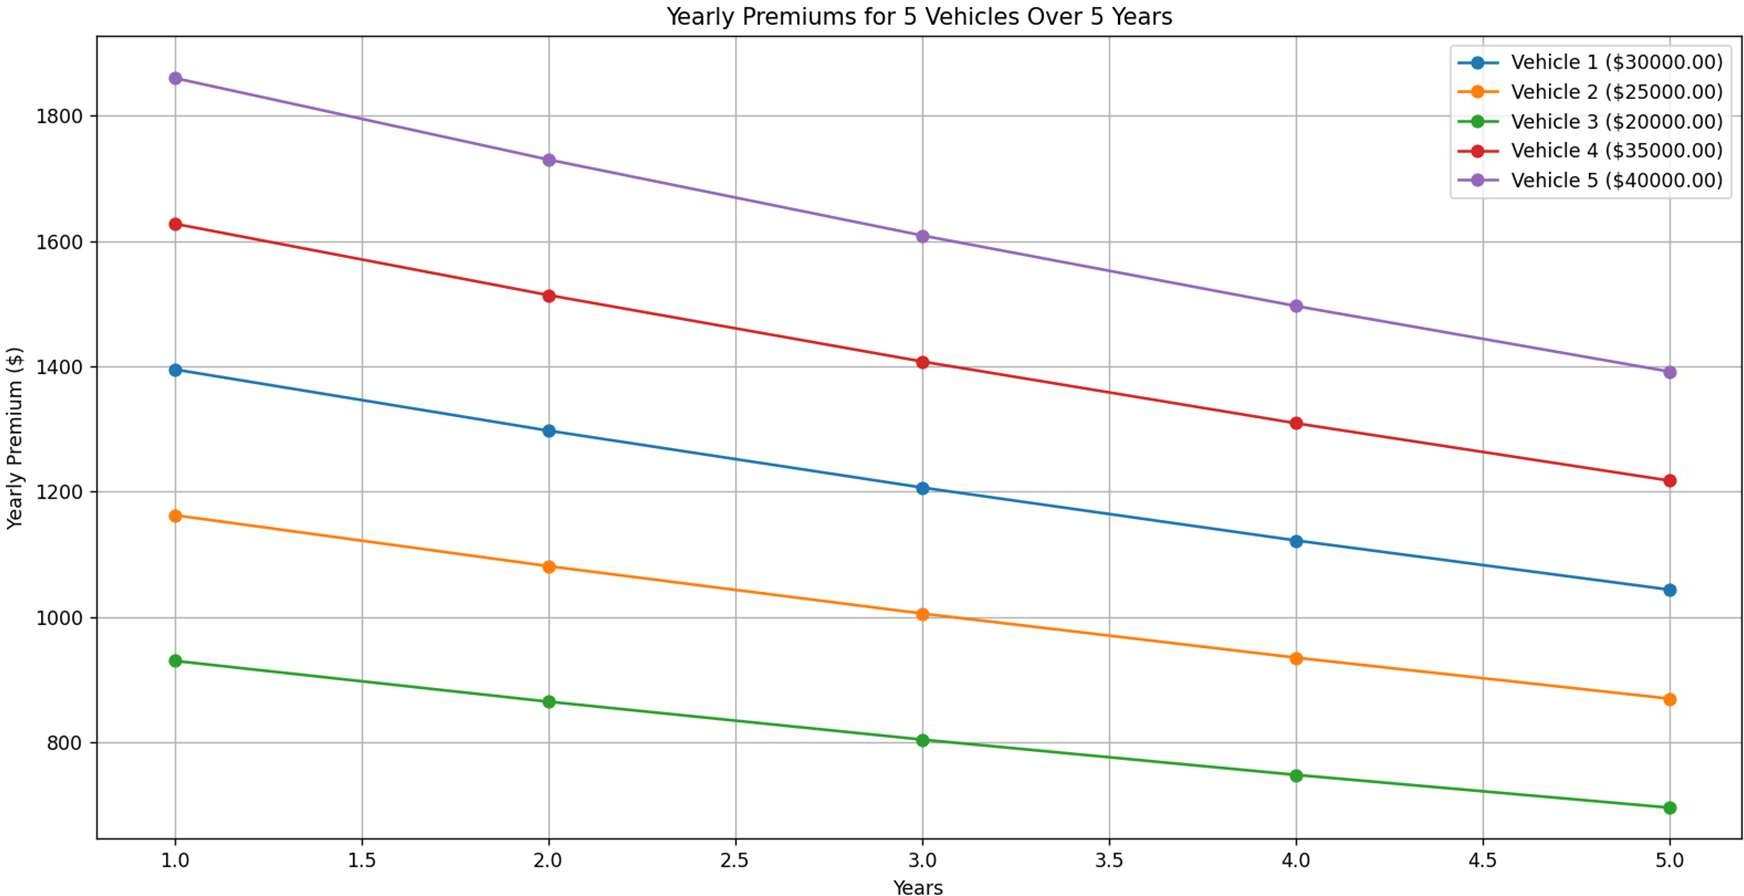 Yearly Premiums for 5 Vehicles Over 5 Years
Vehicle 1 ($30000.00)
Vehicle 2 ($25000.00)
Vehicle 3 ($20000.00)
Vehicle 4 ($35000.00)
Vehicle 5 ($40000.00)
Yearly Premium ($)
1800
1600
1400
1200
1000
800
1.0 1.5 2.0 2.5 3.0 3.5 4.0 4.5 5.0
Years